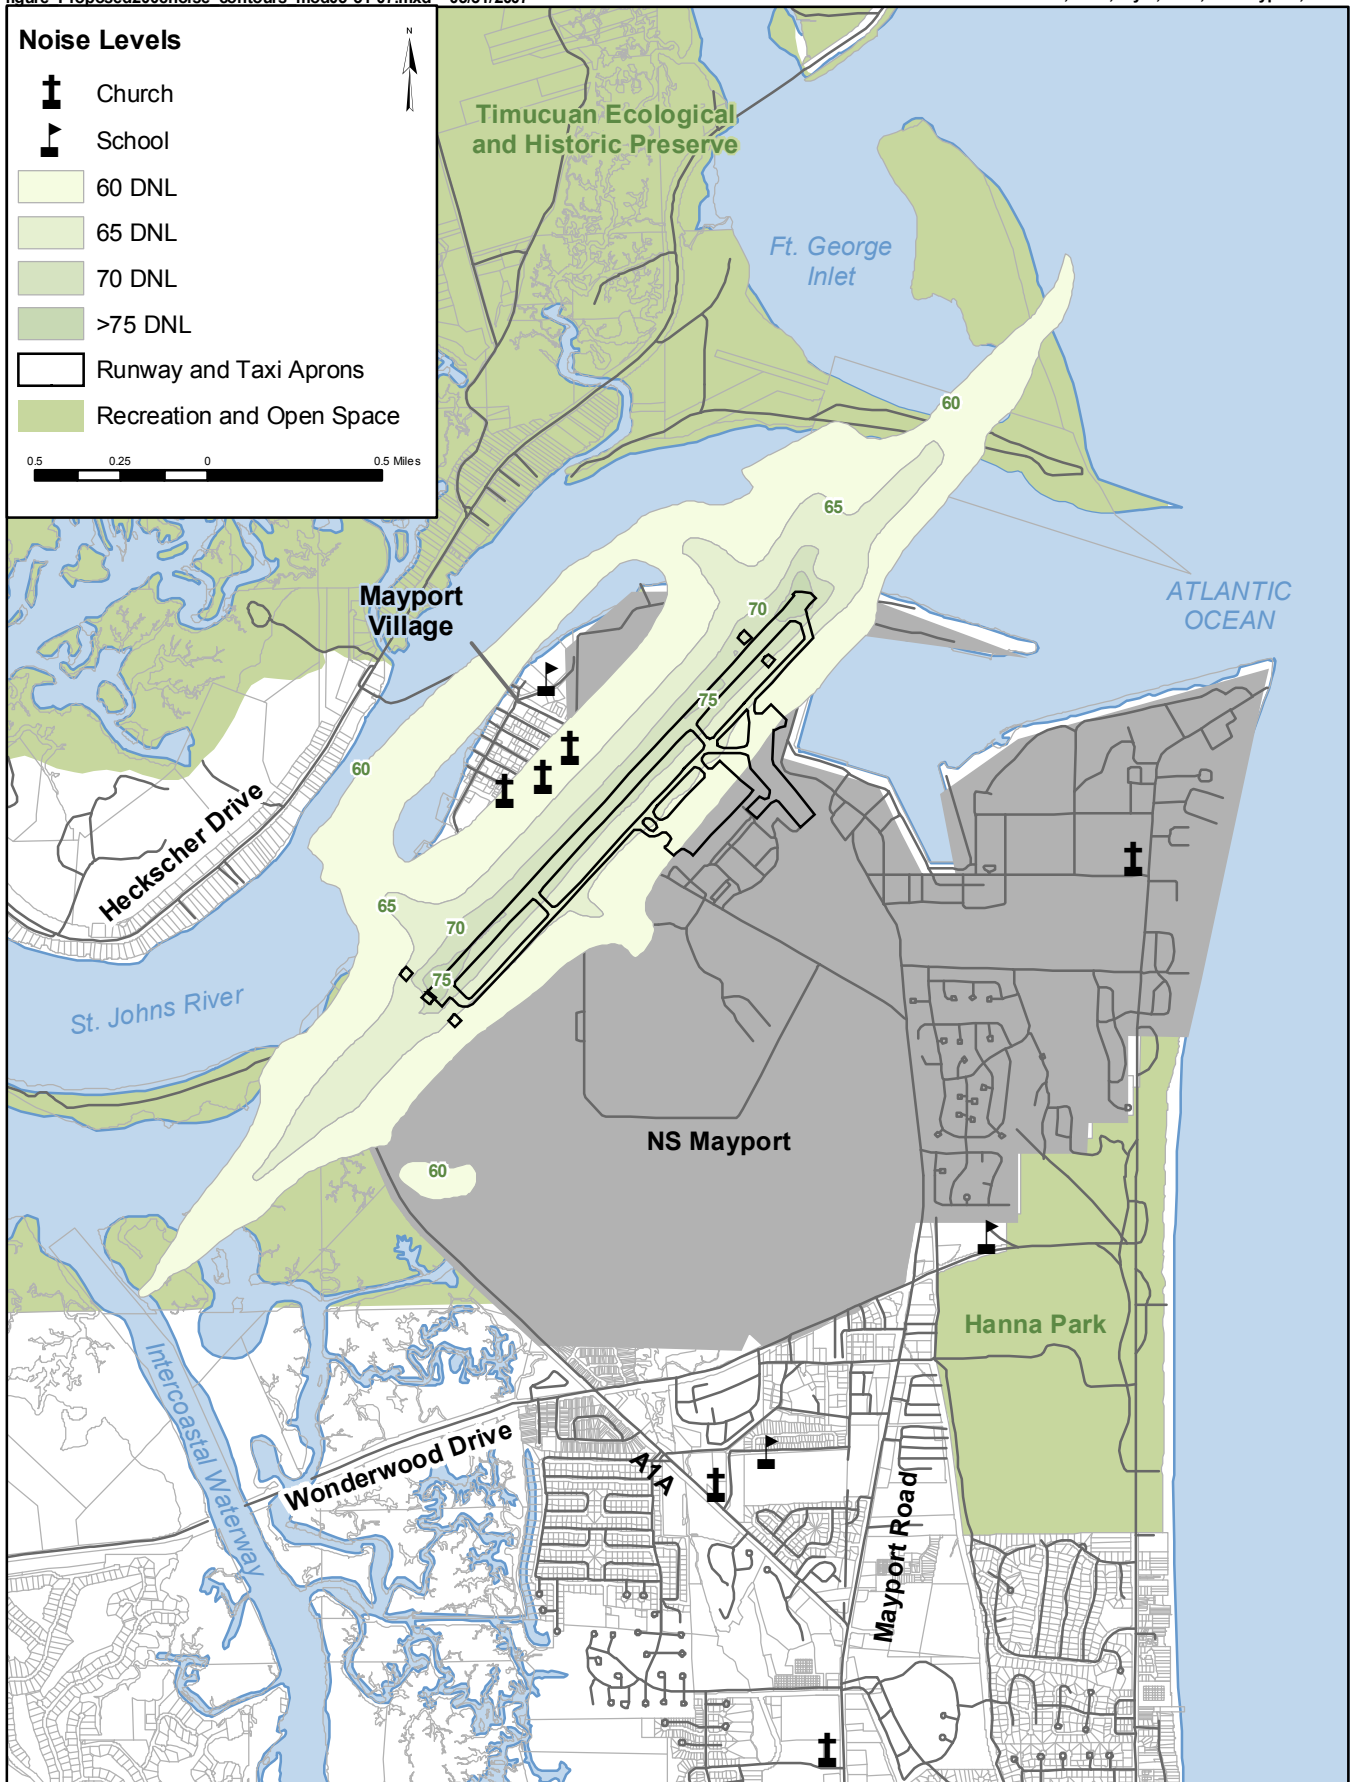 Noise Levels
N
Church
School
60 DNL
65 DNL
70 DNL
>75 DNL
Runway and Taxi Aprons
Recreation and Open Space
0.5 0.25 0 0.5 Miles
Timucuan Ecological
and Historic Preserve
Ft. George
Inlet
60
65
ATLANTIC
OCEAN
Mayport
Village
70
75
60
Heckscher Drive
65
70
75
St. Johns River
NS Mayport
60
Hanna Park
Intercoastal Waterway
Wonderwood Drive
A1A
Mayport Road